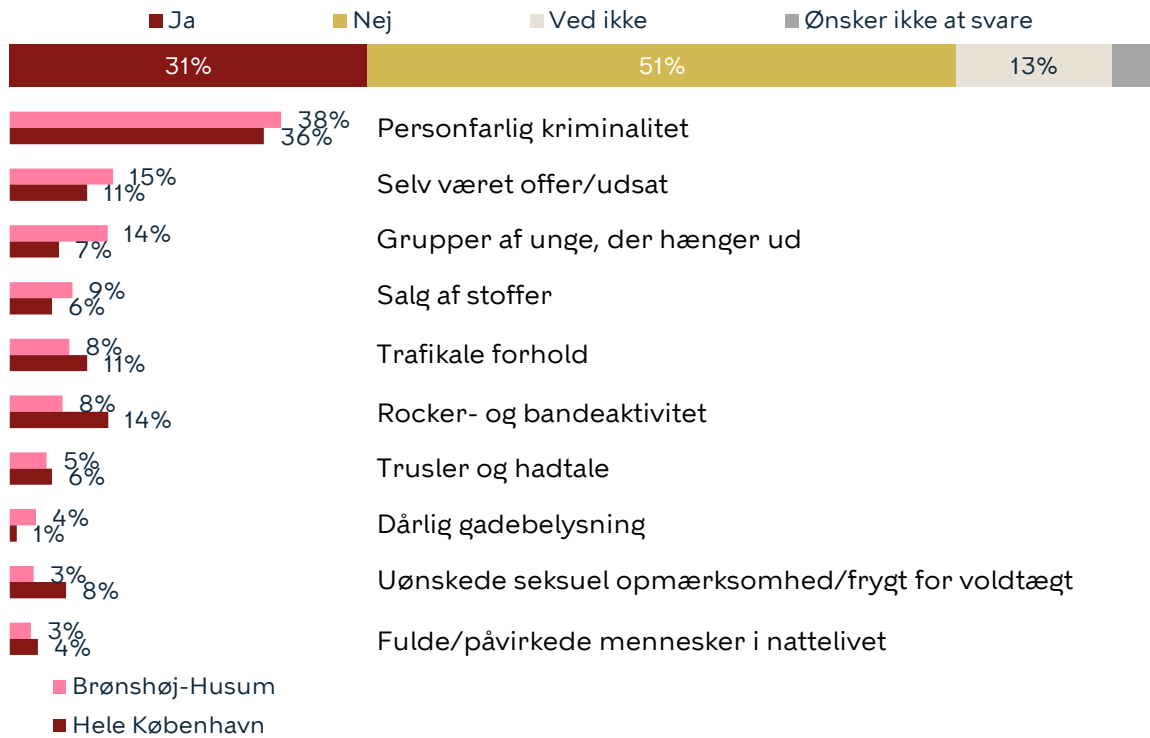 Ja Nej Ved ikke Ønsker ikke at svare
31% 51% 13%
38%
36% Personfarlig kriminalitet
15%
11% Selv været offer/udsat
14%
7% Grupper af unge, der hænger ud
9%
6% Salg af stoffer
8%
11% Trafikale forhold
8%
14% Rocker- og bandeaktivitet
5%
6% Trusler og hadtale
4%
1% Dårlig gadebelysning
3%
8% Uønskede seksuel opmærksomhed/frygt for voldtægt
3%
4% Fulde/påvirkede mennesker i nattelivet
Brønshøj-Husum
Hele København